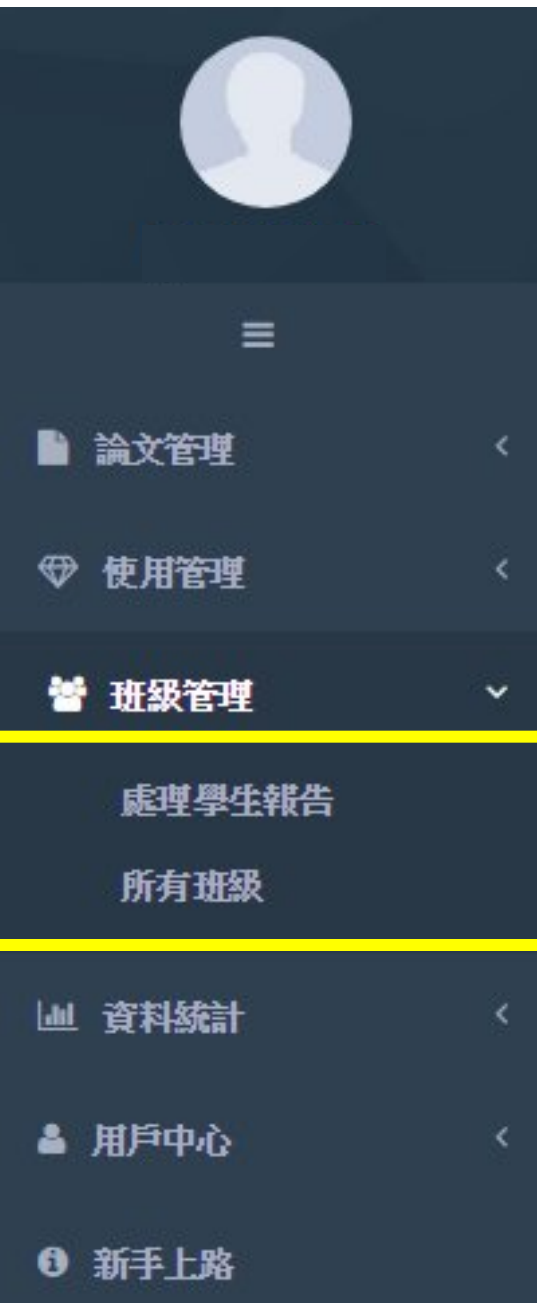 論文管理
使用管理
班級管理
處理學生報告
所有班級
資料統計
用戶中心
新手上路